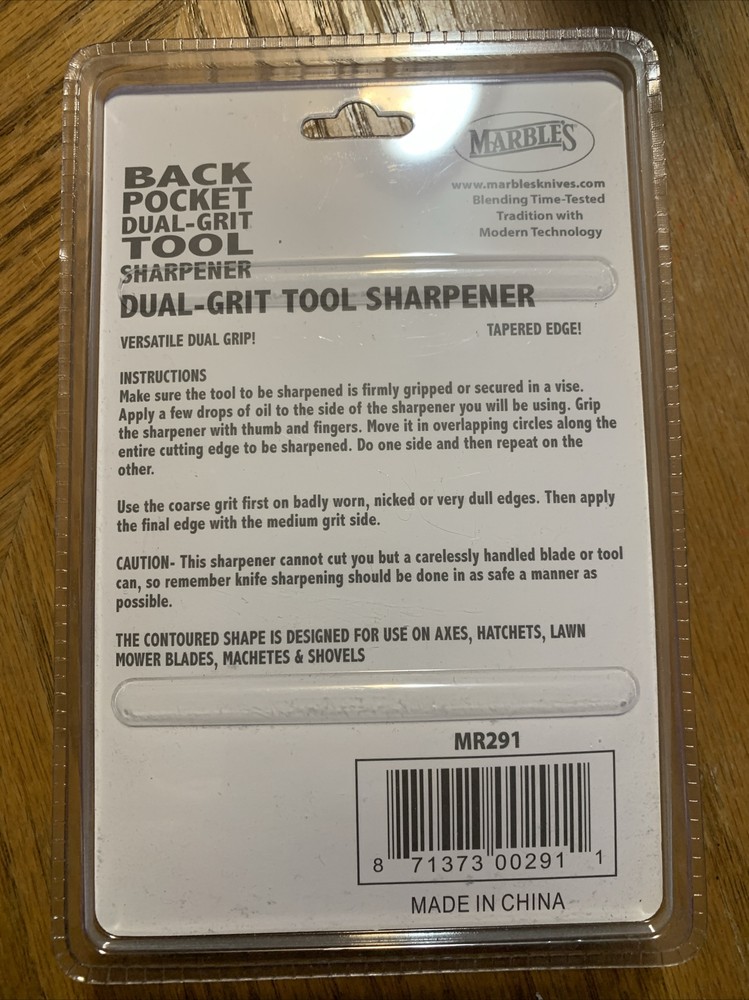 MARBLE'S
www.marblesknives.com
Blending Time-Tested
Tradition with
Modern Technology
BACK
POCKET
DUAL-GRIT
TOOL
SHARPENER
DUAL-GRIT TOOL SHARPENER
VERSATILE DUAL GRIP!
TAPERED EDGE!
INSTRUCTIONS
Make sure the tool to be sharpened is firmly gripped or secured in a vise.
Apply a few drops of oil to the side of the sharpener you will be using. Grip
the sharpener with thumb and fingers. Move it in overlapping circles along the
entire cutting edge to be sharpened. Do one side and then repeat on the
other.
Use the coarse grit first on badly worn, nicked or very dull edges. Then apply
the final edge with the medium grit side.
CAUTION- This sharpener cannot cut you but a carelessly handled blade or tool
can, so remember knife sharpening should be done in as safe a manner as
possible.
THE CONTOURED SHAPE IS DESIGNED FOR USE ON AXES, HATCHETS, LAWN
MOWER BLADES, MACHETES & SHOVELS
MR291
8 71373 00291 1
MADE IN CHINA